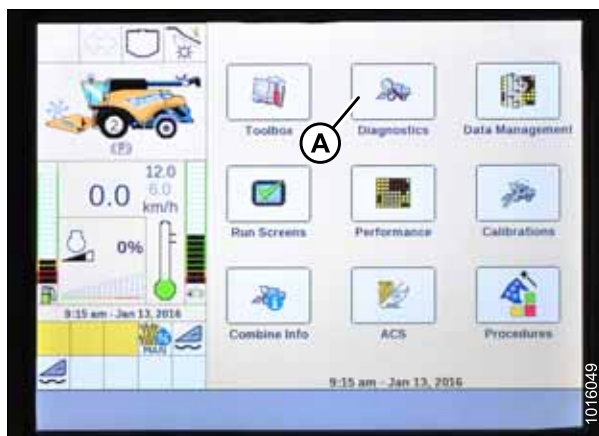 Toolbox
Diagnostics
Data Management
A
12.0
6.0
0.0
km/h
Run Screens
Performance
Calibrations
0%
9:15 am - Jan 13, 2016
MAN
Combine Info
ACS
Procedures
9:15 am - Jan 13, 2016
2
(P)
1016049